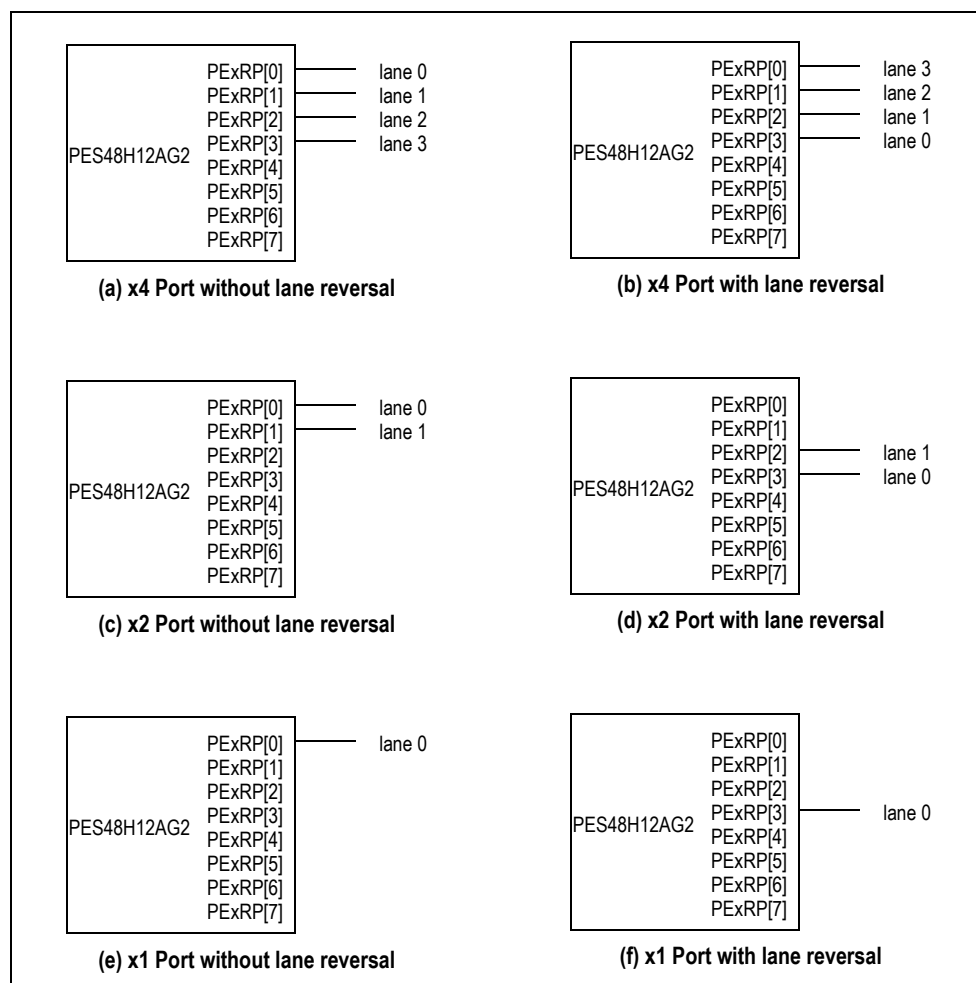 PES48H12AG2
PExRP[0] lane 0
PExRP[1] lane 1
PExRP[2] lane 2
PExRP[3] lane 3
PExRP[4]
PExRP[5]
PExRP[6]
PExRP[7]
(a) x4 Port without lane reversal
PES48H12AG2
PExRP[0] lane 3
PExRP[1] lane 2
PExRP[2] lane 1
PExRP[3] lane 0
PExRP[4]
PExRP[5]
PExRP[6]
PExRP[7]
(b) x4 Port with lane reversal
PES48H12AG2
PExRP[0] lane 0
PExRP[1] lane 1
PExRP[2]
PExRP[3]
PExRP[4]
PExRP[5]
PExRP[6]
PExRP[7]
(c) x2 Port without lane reversal
PES48H12AG2
PExRP[0]
PExRP[1]
PExRP[2] lane 1
PExRP[3] lane 0
PExRP[4]
PExRP[5]
PExRP[6]
PExRP[7]
(d) x2 Port with lane reversal
PES48H12AG2
PExRP[0] lane 0
PExRP[1]
PExRP[2]
PExRP[3]
PExRP[4]
PExRP[5]
PExRP[6]
PExRP[7]
(e) x1 Port without lane reversal
PES48H12AG2
PExRP[0]
PExRP[1]
PExRP[2]
PExRP[3] lane 0
PExRP[4]
PExRP[5]
PExRP[6]
PExRP[7]
(f) x1 Port with lane reversal